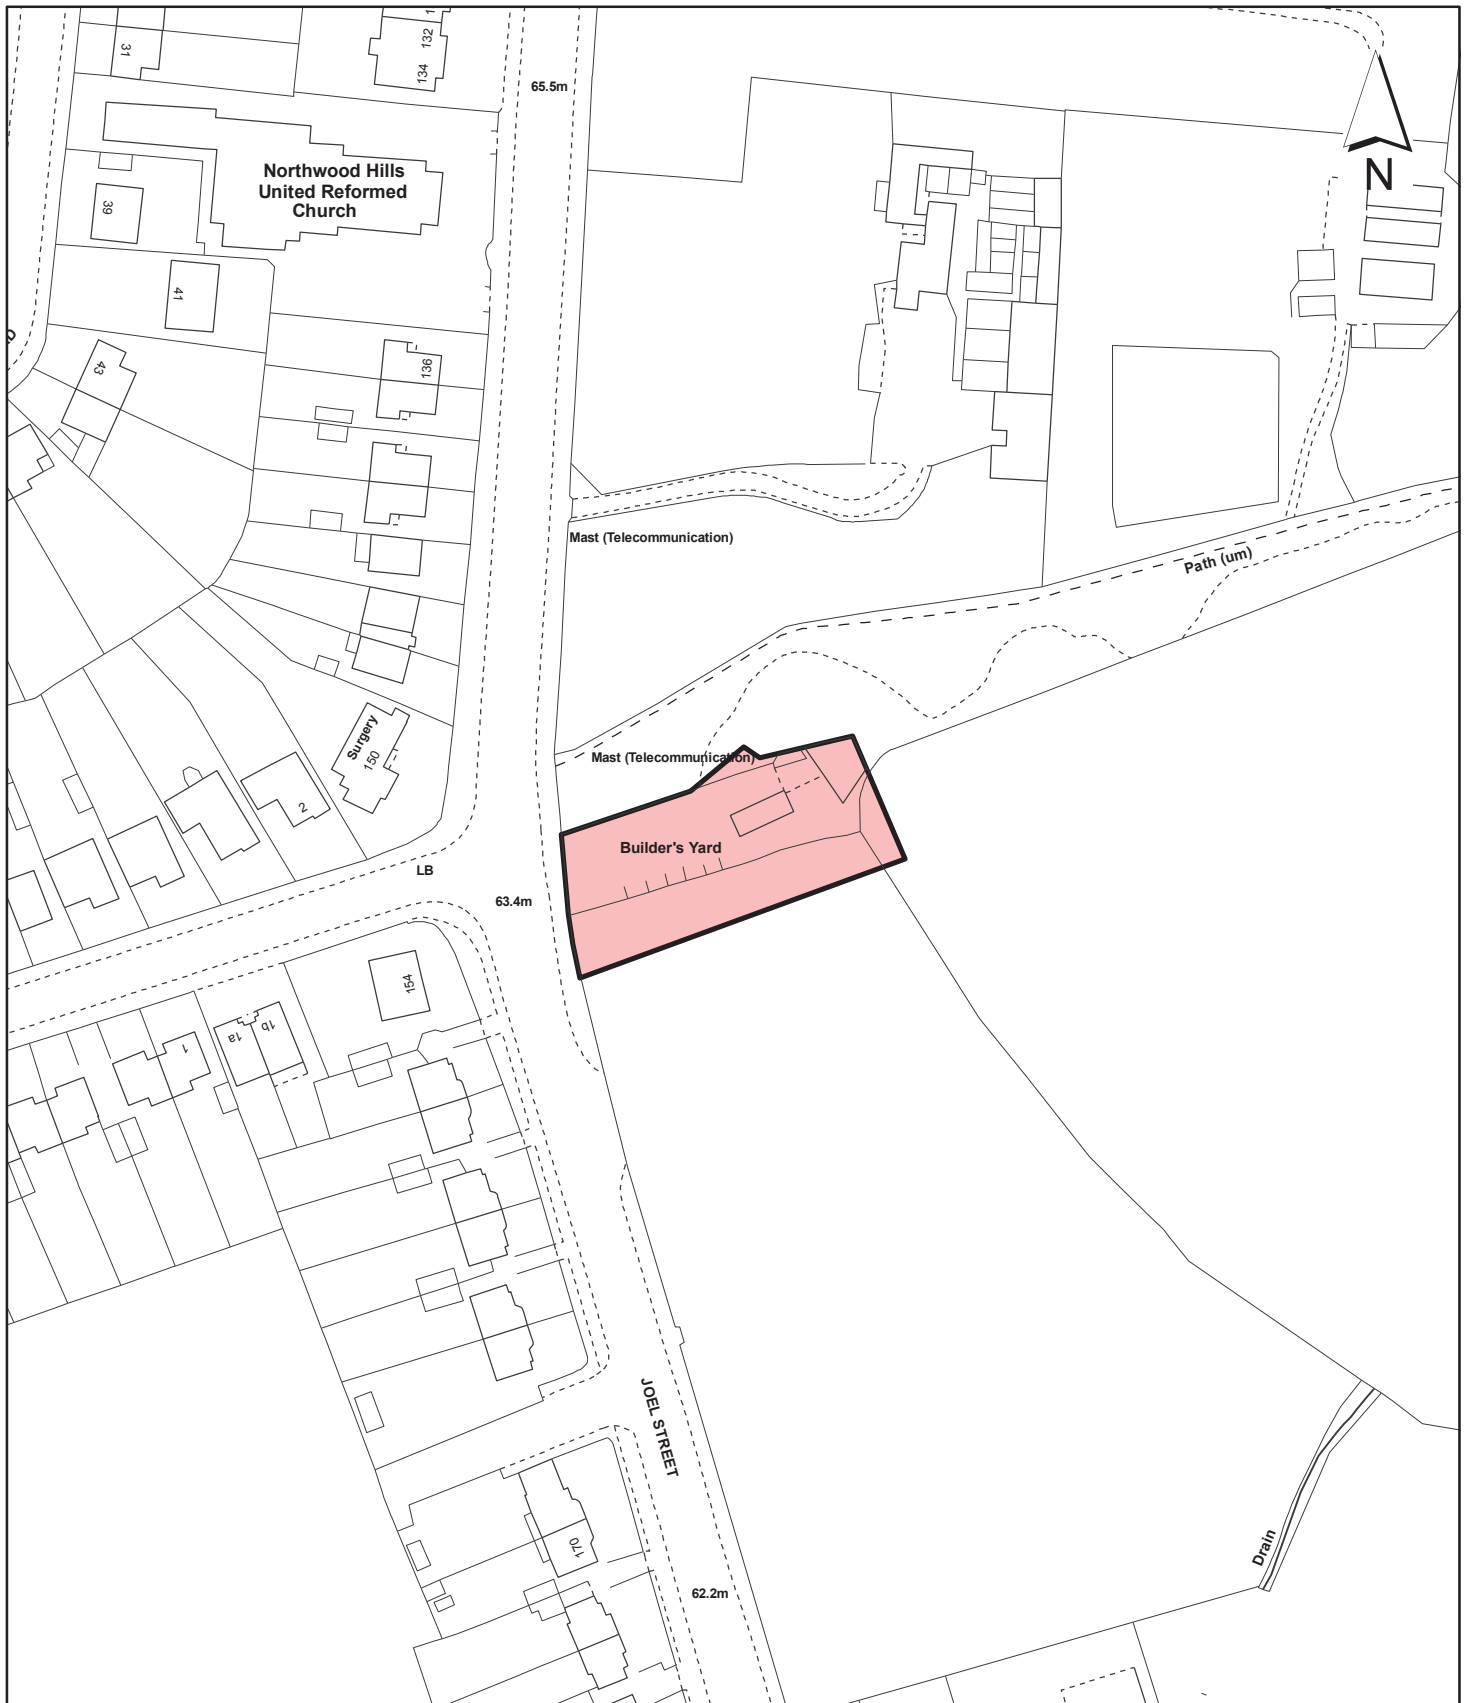 31
132
134
65.5m
N
Northwood Hills
United Reformed
Church
39
41
43
136
Mast (Telecommunication)
Path (um)
Surgery
150
Mast (Telecommunication)
2
Builder's Yard
LB
63.4m
154
1
1a
1b
JOEL STREET
170
Drain
62.2m